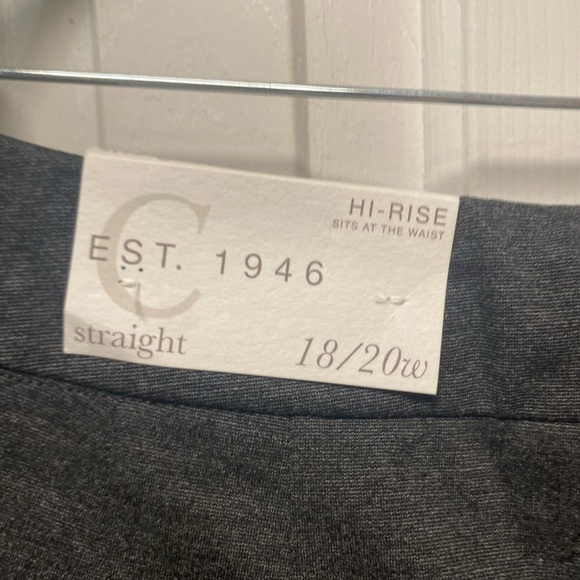 HI-RISE
SITS AT THE WAIST
C
EST. 1946
straight
18/20w